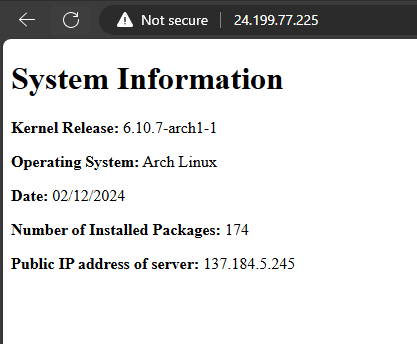 Not secure 24.199.77.225
System Information
Kernel Release: 6.10.7-arch1-1
Operating System: Arch Linux
Date: 02/12/2024
Number of Installed Packages: 174
Public IP address of server: 137.184.5.245